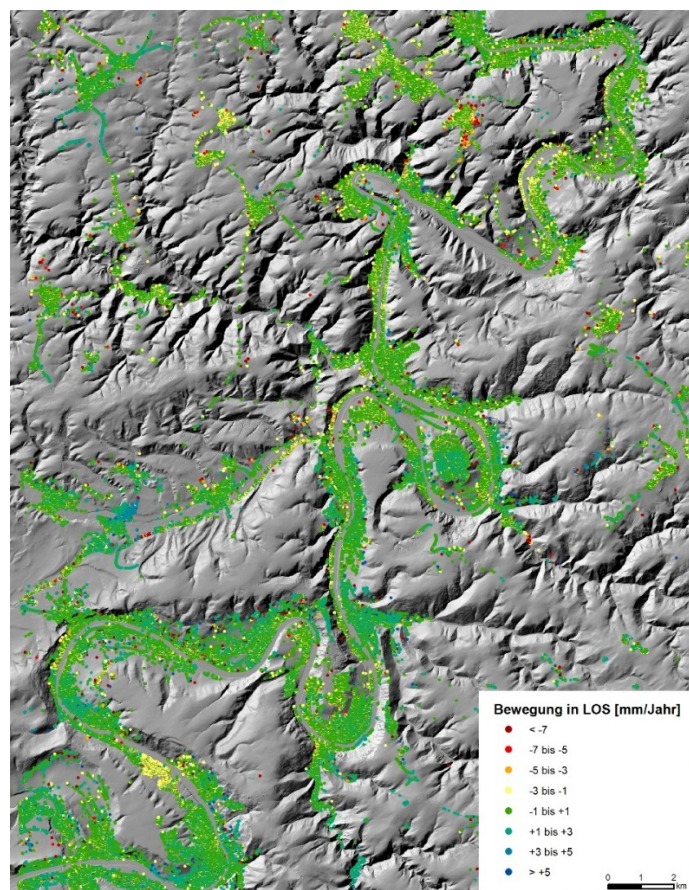 Bewegung in LOS [mm/Jahr]
< -7
-7 bis -5
-5 bis -3
-3 bis -1
-1 bis +1
+1 bis +3
+3 bis +5
> +5
0 1 2
km